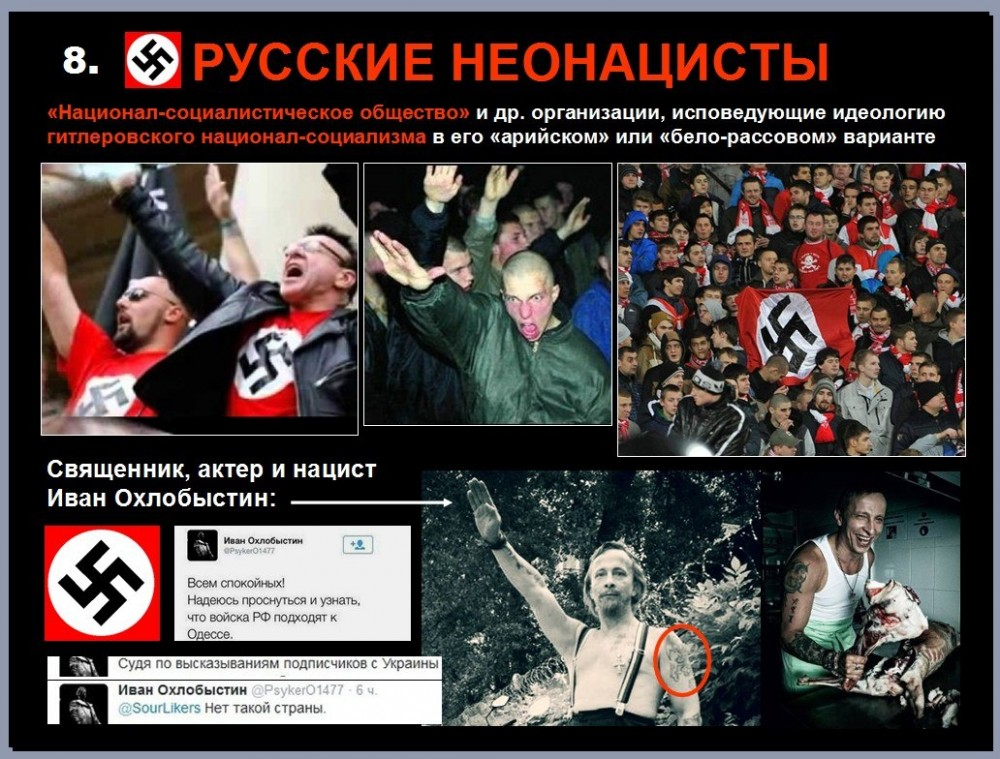 8. РУССКИЕ НЕОНАЦИСТЫ
«Национал-социалистическое общество» и др. организации, исповедующие идеологию
гитлеровского национал-социализма в его «арийском» или «бело-рассовом» варианте
Священник, актер и нацист
Иван Охлобыстин:
Иван Охлобыстин
@PsykerO1477
Всем спокойных!
Надеюсь проснуться и узнать,
что войска РФ подходят к
Одессе.
Судя по высказываниям подписчиков с Украины
Иван Охлобыстин @PsykerO1477 · 6 ч.
@SourLikers Нет такой страны.